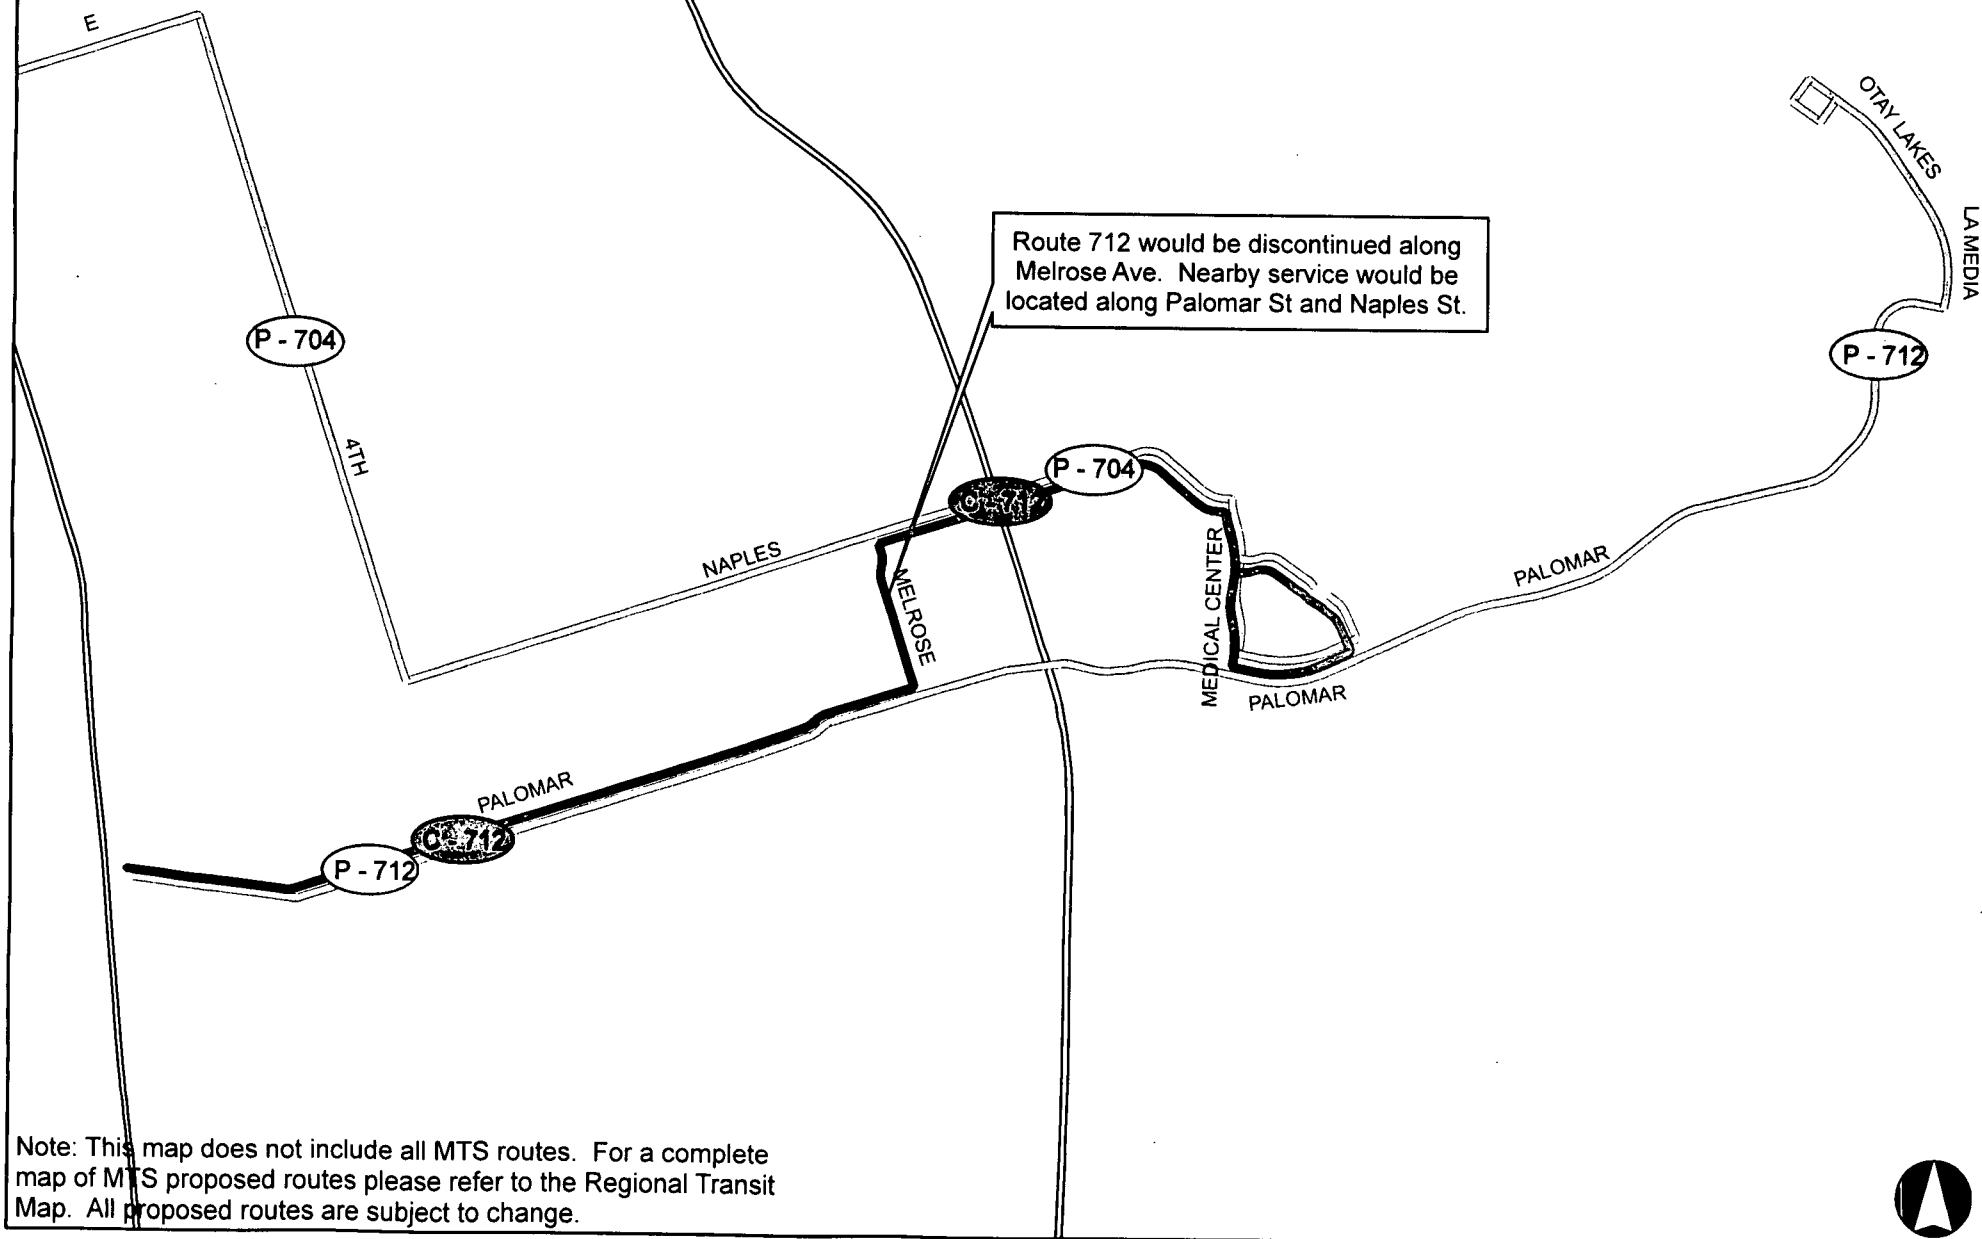 E
OTAY LAKES
LA MEDIA
Route 712 would be discontinued along
Melrose Ave.  Nearby service would be
located along Palomar St and Naples St.
P - 704
P - 712
4TH
P - 704
NAPLES
MELROSE
MEDICAL CENTER
PALOMAR
PALOMAR
PALOMAR
C - 712
P - 712
Note: This map does not include all MTS routes.  For a complete
map of MTS proposed routes please refer to the Regional Transit
Map.  All proposed routes are subject to change.